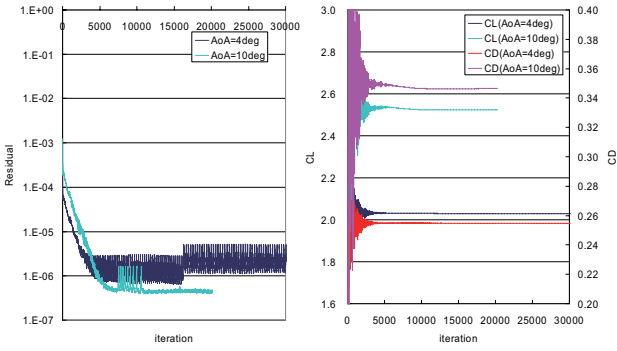 0 5000 10000 15000 20000 25000 30000
1.E+00
1.E-01
1.E-02
1.E-03
1.E-04
1.E-05
1.E-06
1.E-07
Residual
iteration
AoA=4deg
AoA=10deg
3.0
2.8
2.6
2.4
2.2
2.0
1.8
1.6
CL
0 5000 10000 15000 20000 25000 30000
iteration
CL(AoA=4deg)
CL(AoA=10deg)
CD(AoA=4deg)
CD(AoA=10deg)
0.40
0.38
0.36
0.34
0.32
0.30
0.28
0.26
0.24
0.22
0.20
CD